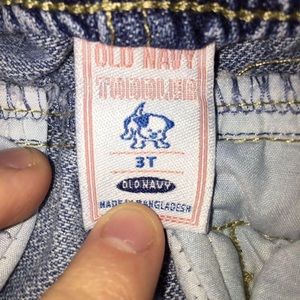 OLD NAVY
TODDLER
3T
OLD NAVY
MADE IN BANGLADESH